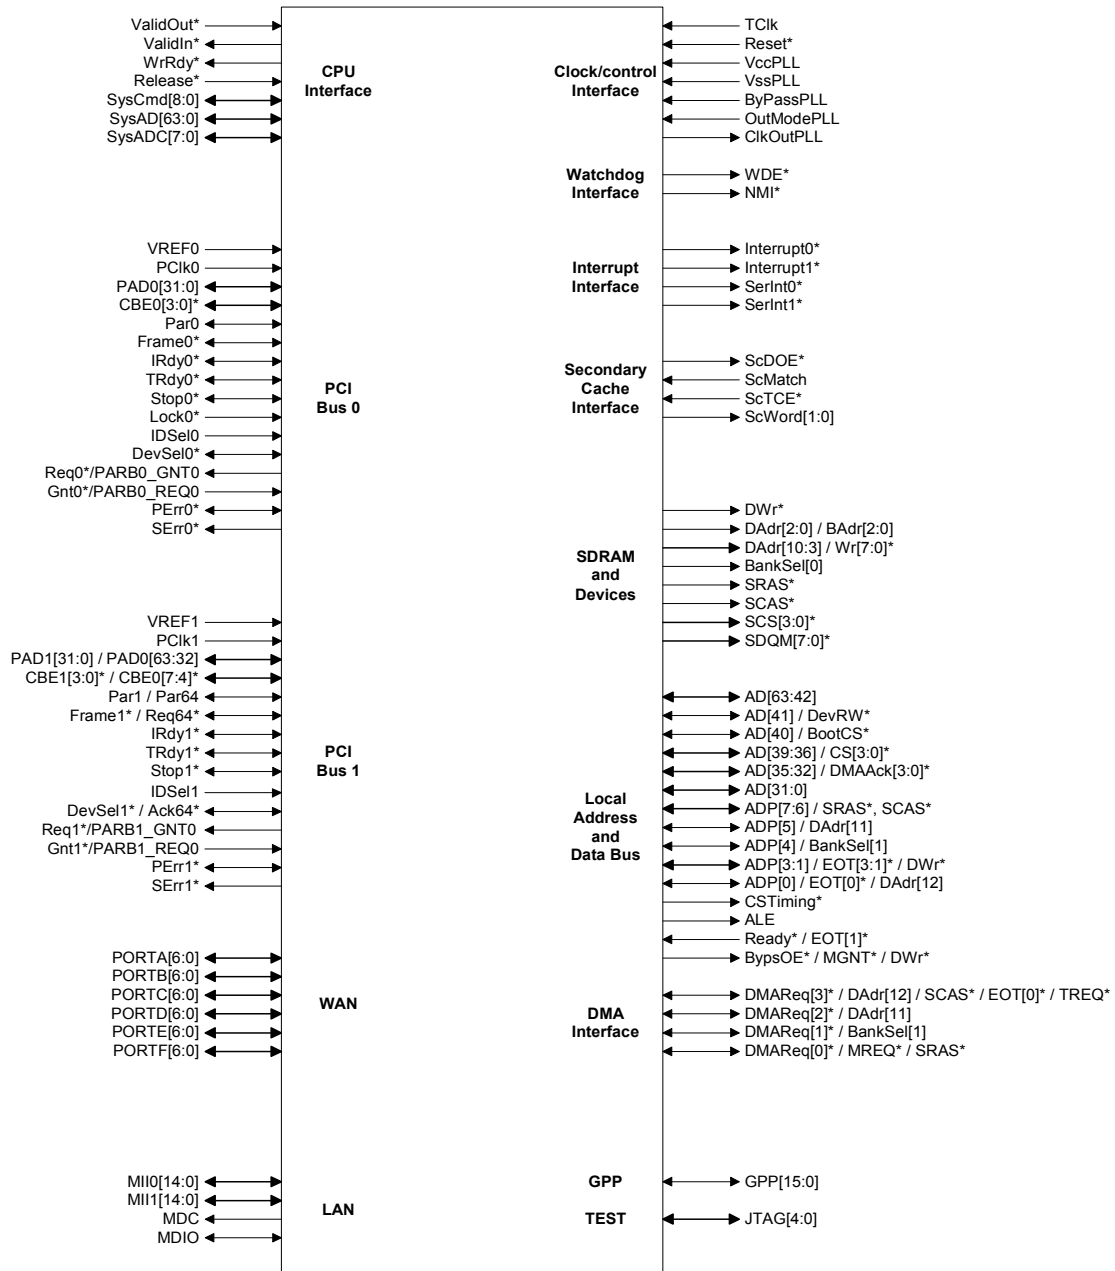 ValidOut*
ValidIn*
WrRdy*
Release*
SysCmd[8:0]
SysAD[63:0]
SysADC[7:0]
CPU
Interface
VREF0
PClk0
PAD0[31:0]
CBE0[3:0]*
Par0
Frame0*
IRdy0*
TRdy0*
Stop0*
Lock0*
IDSel0
DevSel0*
Req0*/PARB0_GNT0
Gnt0*/PARB0_REQ0
PErr0*
SErr0*
PCI
Bus 0
VREF1
PClk1
PAD1[31:0] / PAD0[63:32]
CBE1[3:0]* / CBE0[7:4]*
Par1 / Par64
Frame1* / Req64*
IRdy1*
TRdy1*
Stop1*
IDSel1
DevSel1* / Ack64*
Req1*/PARB1_GNT0
Gnt1*/PARB1_REQ0
PErr1*
SErr1*
PCI
Bus 1
PORTA[6:0]
PORTB[6:0]
PORTC[6:0]
PORTD[6:0]
PORTE[6:0]
PORTF[6:0]
WAN
MII0[14:0]
MII1[14:0]
MDC
MDIO
LAN
Clock/control
Interface
TClk
Reset*
VccPLL
VssPLL
ByPassPLL
OutModePLL
ClkOutPLL
Watchdog
Interface
WDE*
NMI*
Interrupt
Interface
Interrupt0*
Interrupt1*
SerInt0*
SerInt1*
Secondary
Cache
Interface
ScDOE*
ScMatch
ScTCE*
ScWord[1:0]
SDRAM
and
Devices
DWr*
DAdr[2:0] / BAdr[2:0]
DAdr[10:3] / Wr[7:0]*
BankSel[0]
SRAS*
SCAS*
SCS[3:0]*
SDQM[7:0]*
Local
Address
and
Data Bus
AD[63:42]
AD[41] / DevRW*
AD[40] / BootCS*
AD[39:36] / CS[3:0]*
AD[35:32] / DMAAck[3:0]*
AD[31:0]
ADP[7:6] / SRAS*, SCAS*
ADP[5] / DAdr[11]
ADP[4] / BankSel[1]
ADP[3:1] / EOT[3:1]* / DWr*
ADP[0] / EOT[0]* / DAdr[12]
CSTiming*
ALE
Ready* / EOT[1]*
BypsOE* / MGNT* / DWr*
DMA
Interface
DMAReq[3]* / DAdr[12] / SCAS* / EOT[0]* / TREQ*
DMAReq[2]* / DAdr[11]
DMAReq[1]* / BankSel[1]
DMAReq[0]* / MREQ* / SRAS*
GPP
GPP[15:0]
TEST
JTAG[4:0]